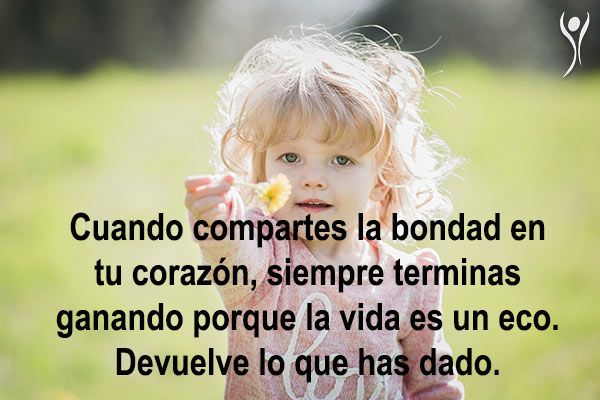 Cuando compartes la bondad en
tu corazón, siempre terminas
ganando porque la vida es un eco.
Devuelve lo que has dado.